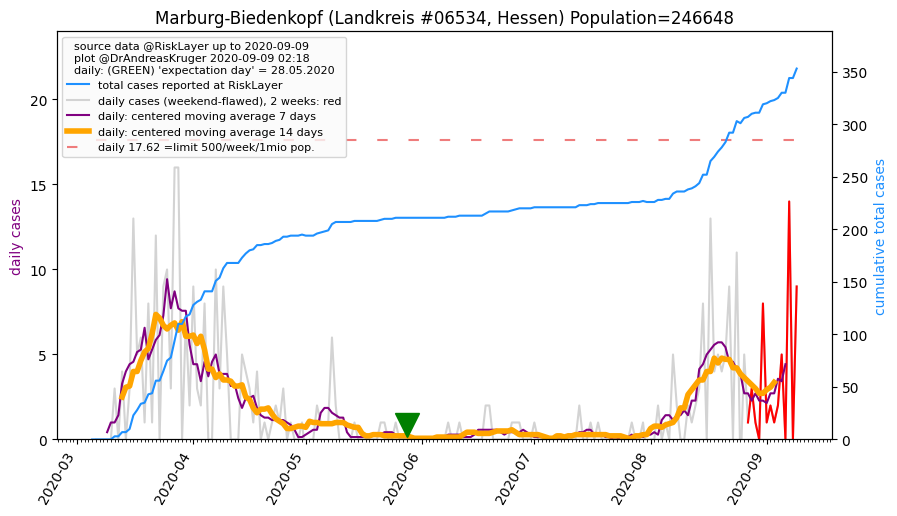 Marburg-Biedenkopf (Landkreis #06534, Hessen) Population=246648
source data @RiskLayer up to 2020-09-09
plot @DrAndreasKruger 2020-09-09 02:18
daily: (GREEN) 'expectation day' = 28.05.2020
total cases reported at RiskLayer
daily cases (weekend-flawed), 2 weeks: red
daily: centered moving average 7 days
daily: centered moving average 14 days
daily 17.62 =limit 500/week/1mio pop.
daily cases
20
15
10
5
0
cumulative total cases
350
300
250
200
150
100
50
0
2020-03
2020-04
2020-05
2020-06
2020-07
2020-08
2020-09